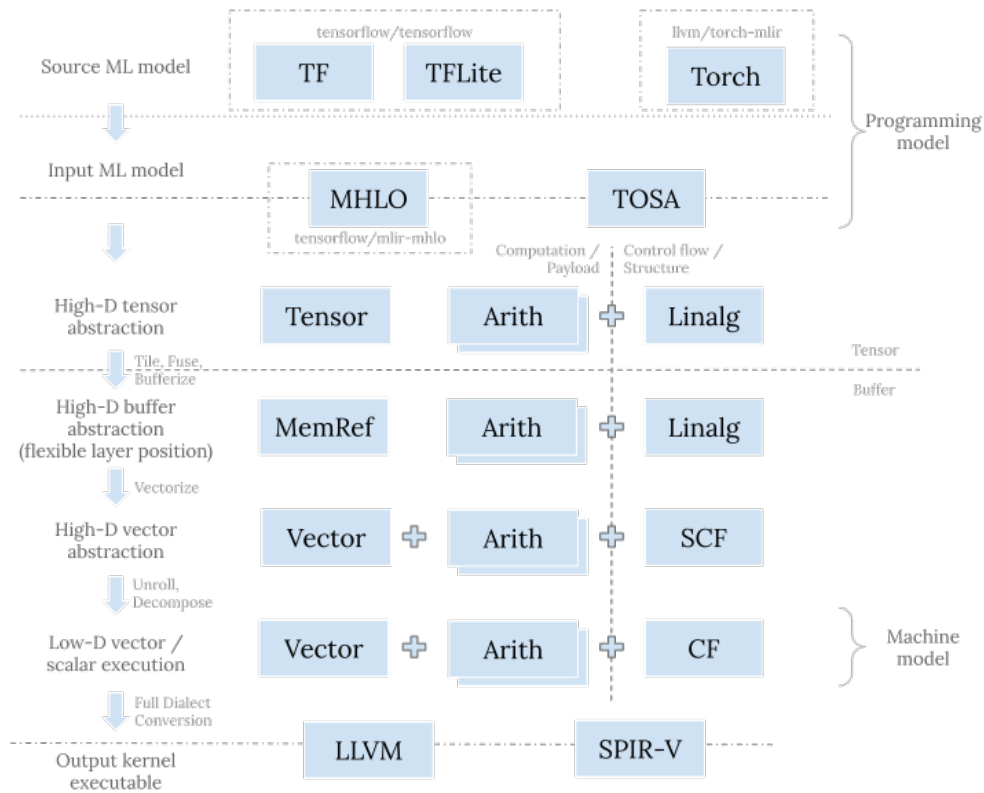 tensorflow/tensorflow
llvm/torch-mlir
Source ML model
TF
TFLite
Torch
Programming
model
Input ML model
MHLO
TOSA
tensorflow/mlir-mhlo
Computation /
Payload
Control flow /
Structure
High-D tensor
abstraction
Tensor
Arith
Linalg
Tile, Fuse,
Bufferize
Tensor
Buffer
High-D buffer
abstraction
(flexible layer position)
MemRef
Arith
Linalg
Vectorize
High-D vector
abstraction
Vector
Arith
SCF
Unroll,
Decompose
Low-D vector /
scalar execution
Vector
Arith
CF
Machine
model
Full Dialect
Conversion
Output kernel
executable
LLVM
SPIR-V